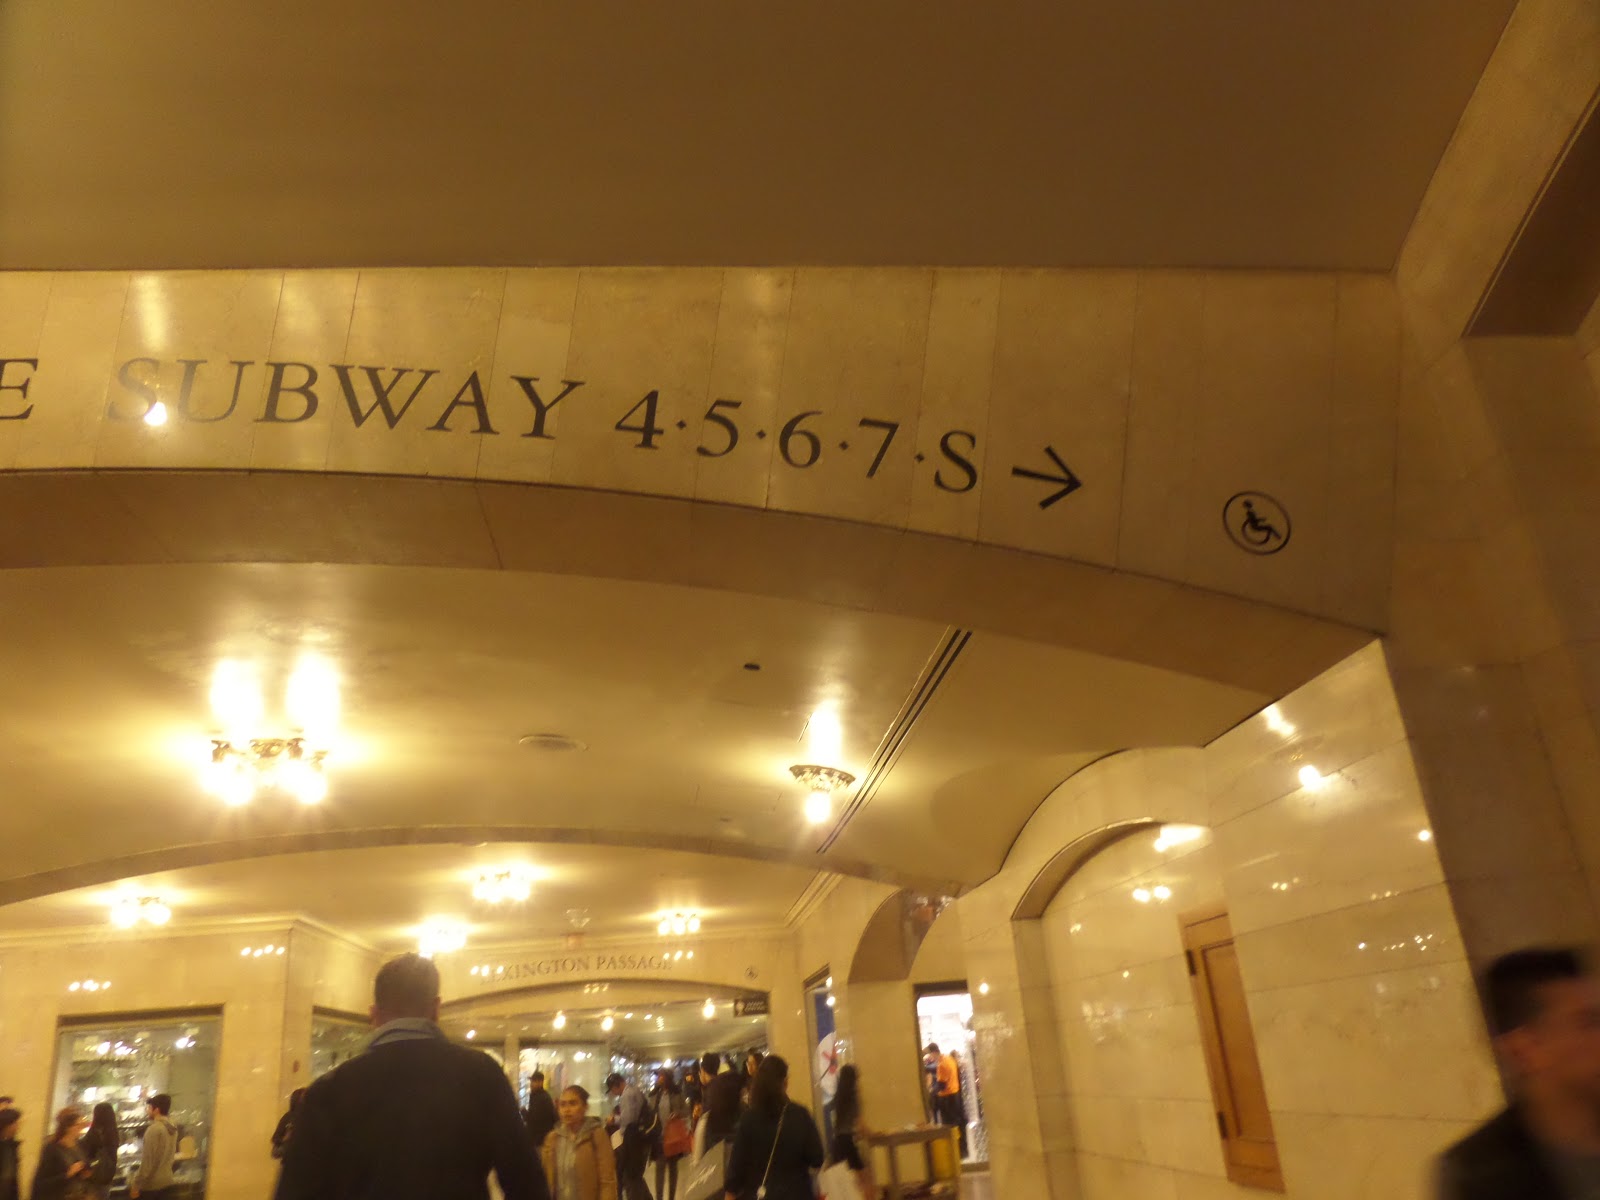 E SUBWAY 4·5·6·7·S →
LEXINGTON PASSAGE